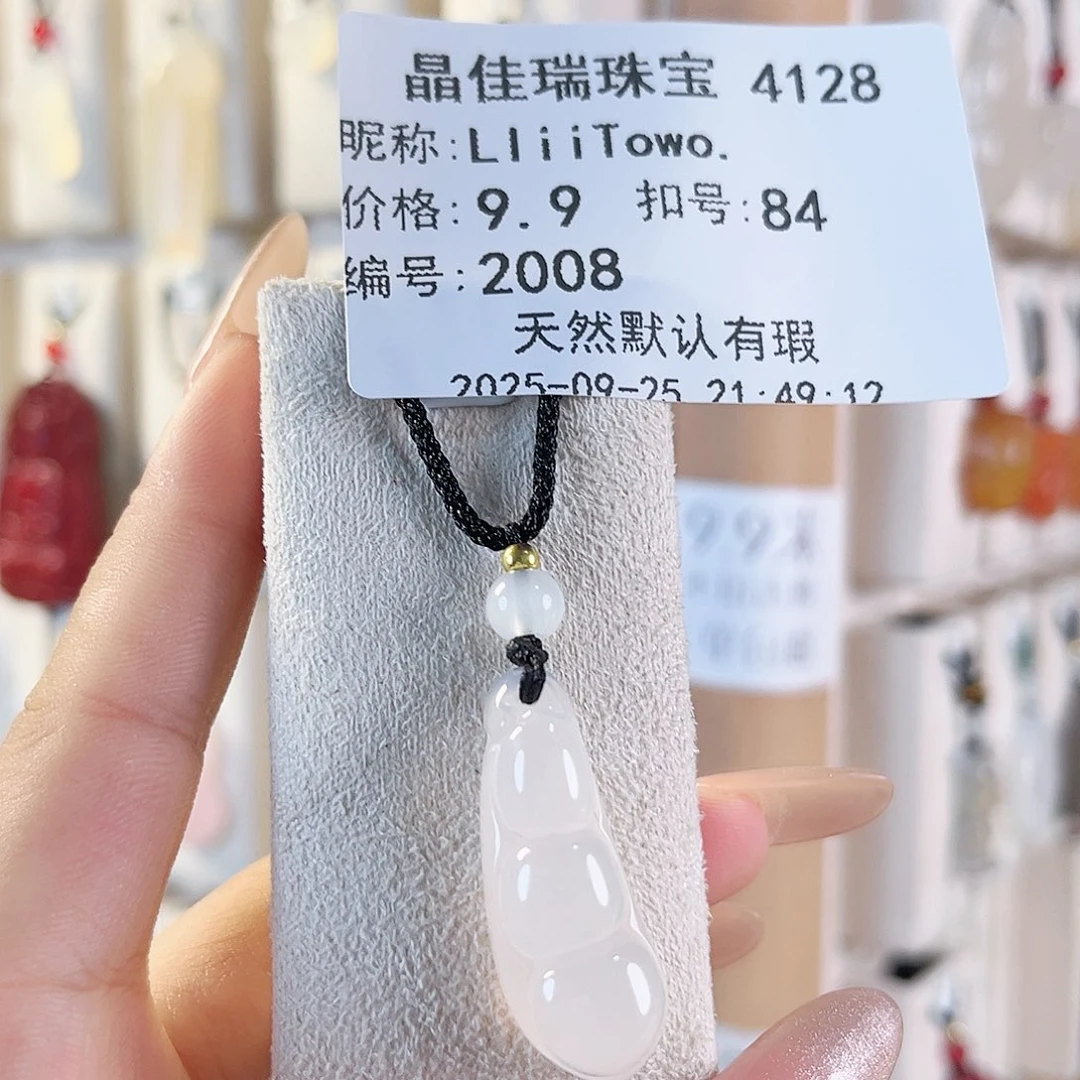 晶佳瑞珠宝 4128
昵称:LIiiTowo.
价格:9.9 扣号:84
编号:2008
天然默认有瑕
2025-09-25 21:49:12